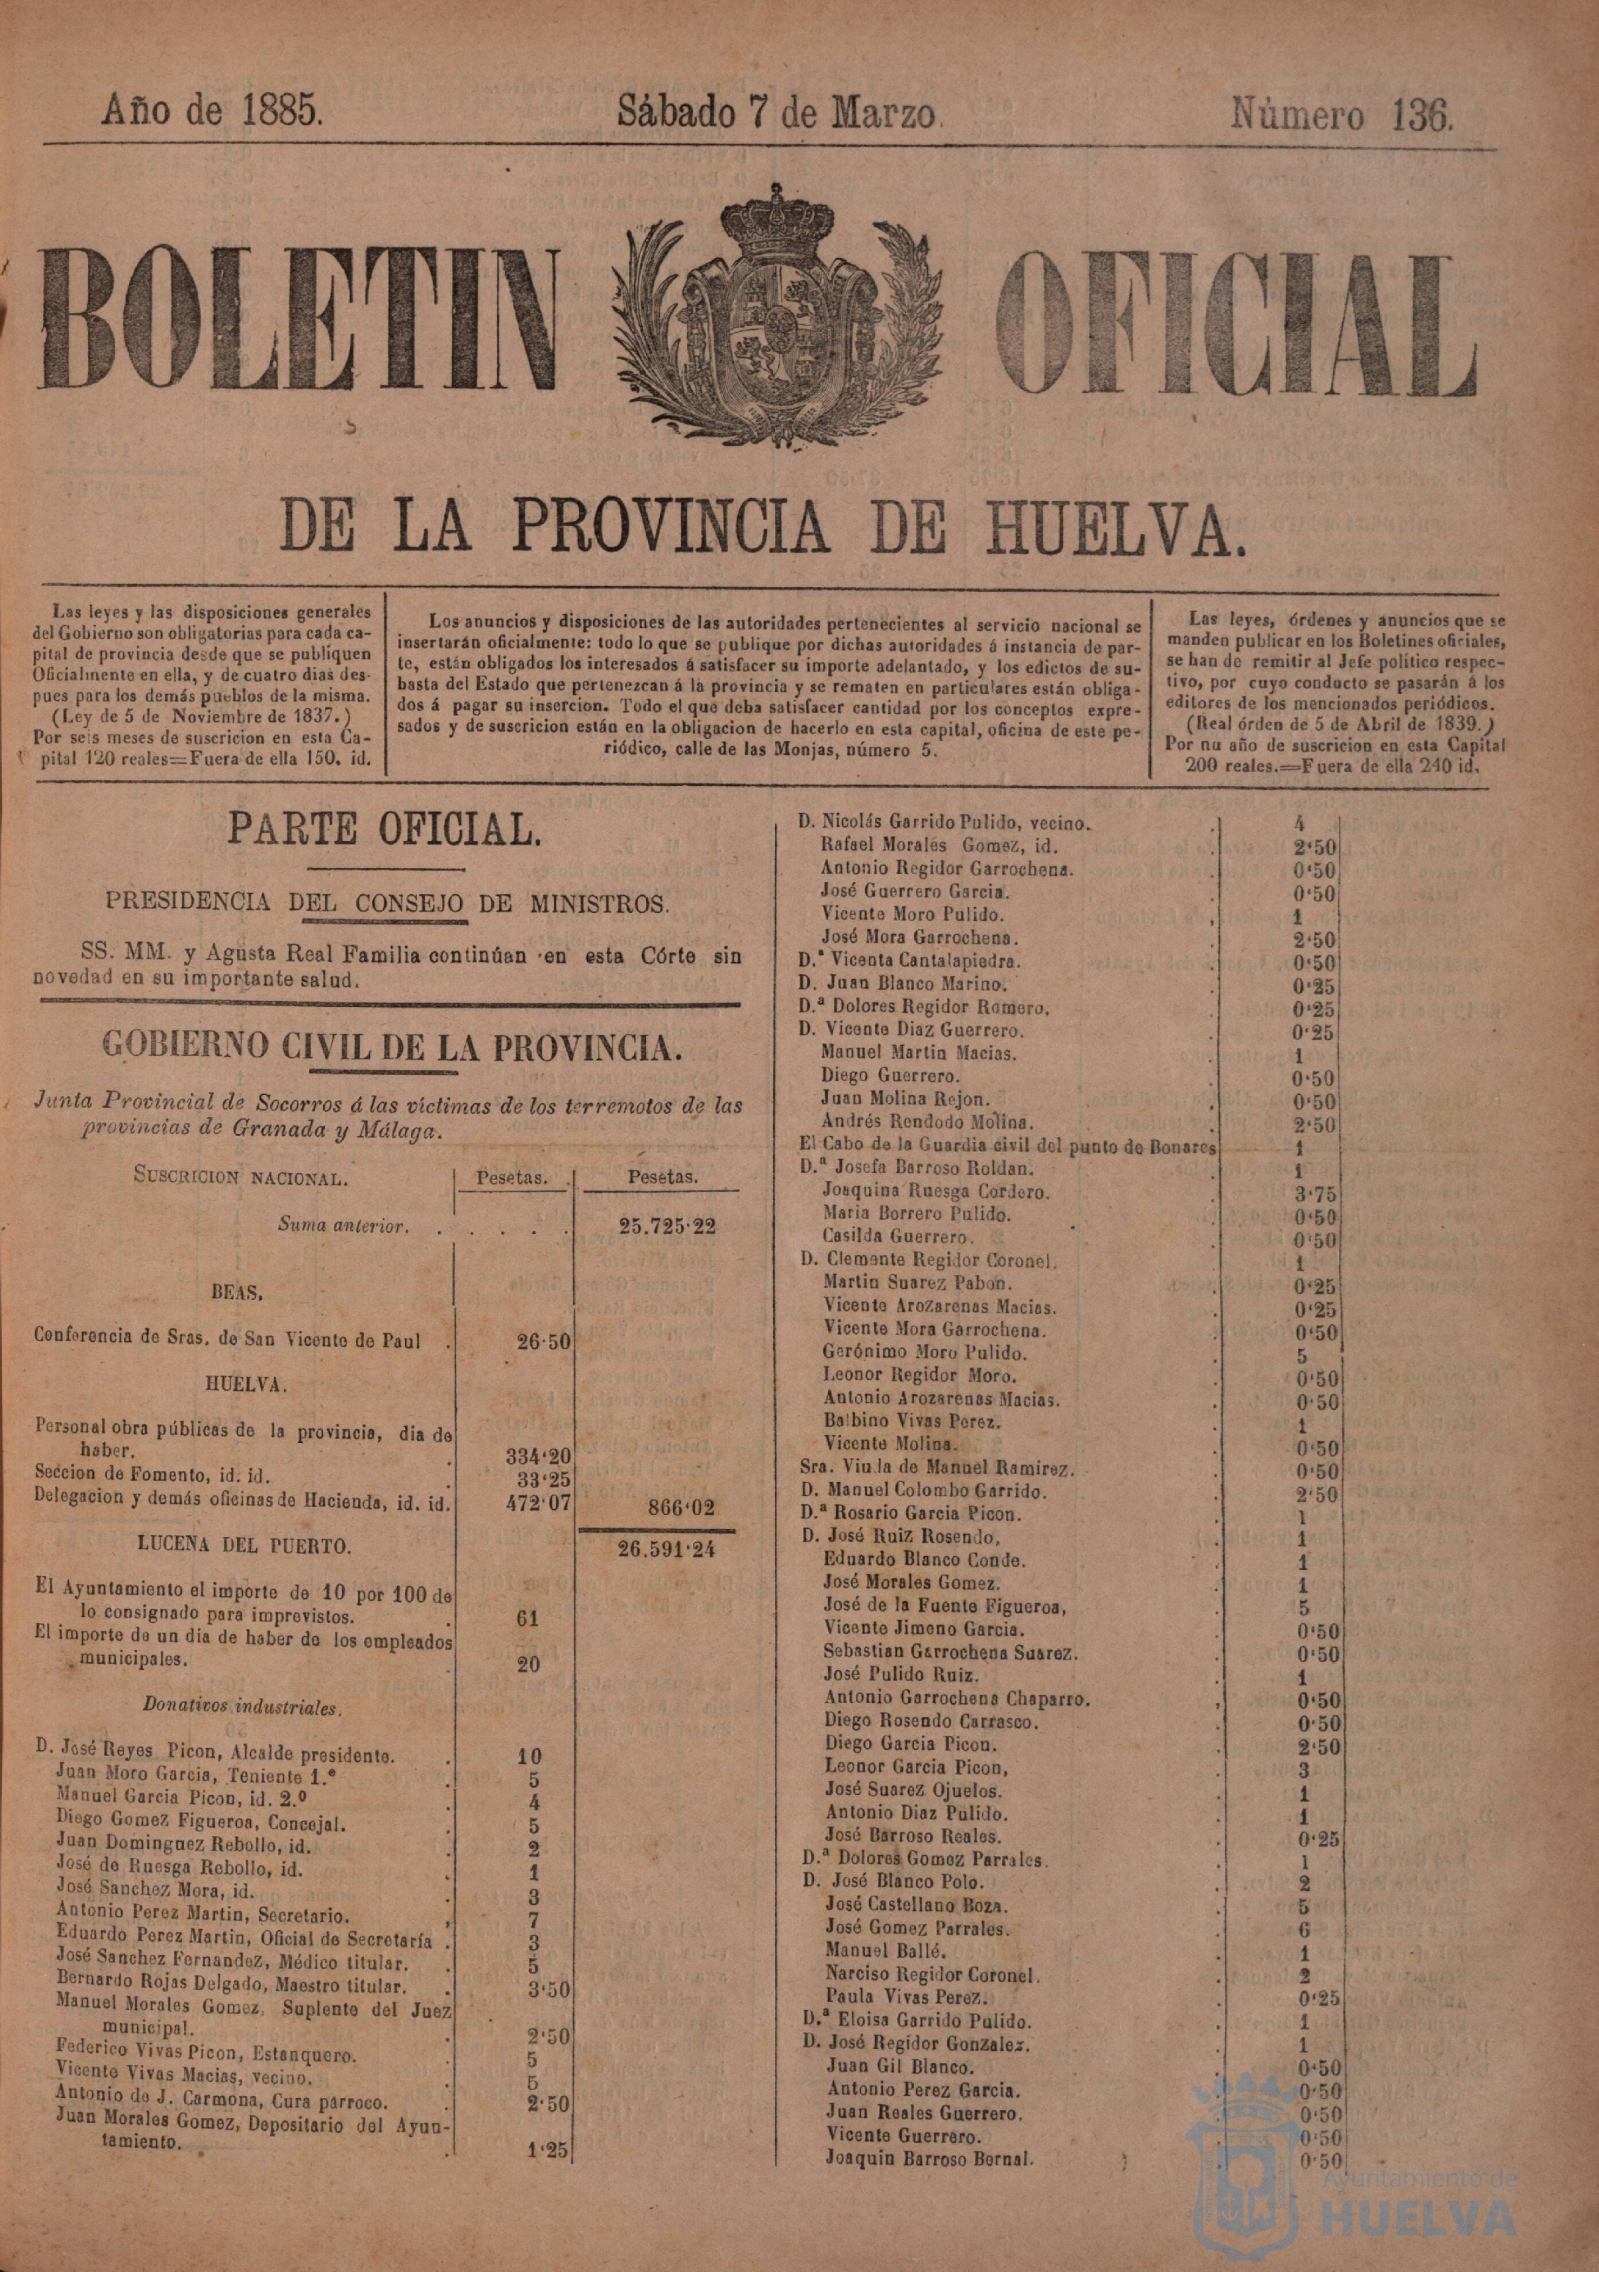 Año de 1885.
Sábado 7 de Marzo.
Número 136.
BOLETIN OFICIAL
DE LA PROVINCIA DE HUELVA.
Las leyes y las disposiciones generales
del Gobierno son obligatorias para cada ca-
pital de provincia desde que se publiquen
Oficialmente en ella, y de cuatro dias des-
pues para los demás pueblos de la misma.
(Ley de 5 de Noviembre de 1837.)
Por seis meses de suscricion en esta Ca-
pital 120 reales=Fuera de ella 150. id.
Los anuncios y disposiciones de las autoridades pertenecientes al servicio nacional se
insertarán oficialmente: todo lo que se publique por dichas autoridades á instancia de par-
te, están obligados los interesados á satisfacer su importe adelantado, y los edictos de su-
basta del Estado que pertenezcan á la provincia y se rematen en particulares están obliga-
dos á pagar su insercion. Todo el que deba satisfacer cantidad por los conceptos expre-
sados y de suscricion están en la obligacion de hacerlo en esta capital, oficina de este pe-
riódico, calle de las Monjas, número 5.
Las leyes, órdenes y anuncios que se
manden publicar en los Boletines oficiales,
se han de remitir al Jefe político respec-
tivo, por cuyo conducto se pasarán á los
editores de los mencionados periódicos.
(Real órden de 5 de Abril de 1839.)
Por nu año de suscricion en esta Capital
200 reales.=Fuera de ella 240 id.
PARTE OFICIAL.
PRESIDENCIA DEL CONSEJO DE MINISTROS.
SS. MM. y Agusta Real Familia continúan en esta Córte sin
novedad en su importante salud.
GOBIERNO CIVIL DE LA PROVINCIA.
Junta Provincial de Socorros á las víctimas de los terremotos de las
provincias de Granada y Málaga.
SUSCRICION NACIONAL. Pesetas. Pesetas.
Suma anterior. . . . . . 25.725'22
BEAS.
Conferencia de Sras. de San Vicente de Paul . 26'50
HUELVA.
Personal obra públicas de la provincia, dia de
haber. . 334'20
Seccion de Fomento, id. id. . 33'25
Delegacion y demás oficinas de Hacienda, id. id. 472'07 866'02
LUCENA DEL PUERTO. 26.591'24
El Ayuntamiento el importe de 10 por 100 de
lo consignado para imprevistos. . 61
El importe de un dia de haber de los empleados
municipales. . 20
Donativos industriales.
D. José Reyes Picon, Alcalde presidente. . 10
Juan Moro Garcia, Teniente 1.º . 5
Manuel Garcia Picon, id. 2.º . 4
Diego Gomez Figueroa, Concejal. . 5
Juan Dominguez Rebollo, id. . 2
José de Ruesga Rebollo, id. . 1
José Sanchez Mora, id. . 3
Antonio Perez Martin, Secretario. . 7
Eduardo Perez Martin, Oficial de Secretaría . 3
José Sanchez Fernandez, Médico titular. . 5
Bernardo Rojas Delgado, Maestro titular. . 3'50
Manuel Morales Gomez, Suplente del Juez
municipal. . 2'50
Federico Vivas Picon, Estanquero. . 5
Vicente Vivas Macias, vecino. . 5
Antonio de J. Carmona, Cura párroco. . 2'50
Juan Morales Gomez, Depositario del Ayun-
tamiento. . 1'25
D. Nicolás Garrido Pulido, vecino. . 4
Rafael Morales Gomez, id. . 2'50
Antonio Regidor Garrochena. . 0'50
José Guerrero Garcia. . 0'50
Vicente Moro Pulido. . 1
José Mora Garrochena. . 2'50
D.ª Vicenta Cantalapiedra. . 0'50
D. Juan Blanco Marino. . 0'25
D.ª Dolores Regidor Romero. . 0'25
D. Vicente Diaz Guerrero. . 0'25
Manuel Martin Macias. . 1
Diego Guerrero. . 0'50
Juan Molina Rejon. . 0'50
Andrés Rendodo Molina. . 2'50
El Cabo de la Guardia civil del punto de Bonares 1
D.ª Josefa Barroso Roldan. . 1
Joaquina Ruesga Cordero. . 3'75
Maria Borrero Pulido. . 0'50
Casilda Guerrero. . 0'50
D. Clemente Regidor Coronel. . 1
Martin Suarez Pabon. . 0'25
Vicente Arozarenas Macias. . 0'25
Vicente Mora Garrochena. . 0'50
Gerónimo Moro Pulido. . 5
Leonor Regidor Moro. . 0'50
Antonio Arozarenas Macias. . 0'50
Balbino Vivas Perez. . 1
Vicente Molina. . 0'50
Sra. Viula de Manuel Ramirez. . 0'50
D. Manuel Colombo Garrido. . 2'50
D.ª Rosario Garcia Picon. . 1
D. José Ruiz Rosendo, . 1
Eduardo Blanco Conde. . 1
José Morales Gomez. . 1
José de la Fuente Figueroa, . 5
Vicente Jimeno Garcia. . 0'50
Sebastian Garrochena Suarez. . 0'50
José Pulido Ruiz. . 1
Antonio Garrochena Chaparro. . 0'50
Diego Rosendo Carrasco. . 0'50
Diego Garcia Picon. . 2'50
Leonor Garcia Picon, . 3
José Suarez Ojuelos. . 1
Antonio Diaz Pulido. . 1
José Barroso Reales. . 0'25
D.ª Dolores Gomez Parrales. . 1
D. José Blanco Polo. . 2
José Castellano Boza. . 5
José Gomez Parrales. . 6
Manuel Ballé. . 1
Narciso Regidor Coronel. . 2
Paula Vivas Perez. . 0'25
D.ª Eloisa Garrido Pulido. . 1
D. José Regidor Gonzalez. . 1
Juan Gil Blanco. . 0'50
Antonio Perez Garcia. . 0'50
Juan Reales Guerrero. . 0'50
Vicente Guerrero. . 0'50
Joaquin Barroso Bernal. . 0'50
Ayuntamiento de
HUELVA